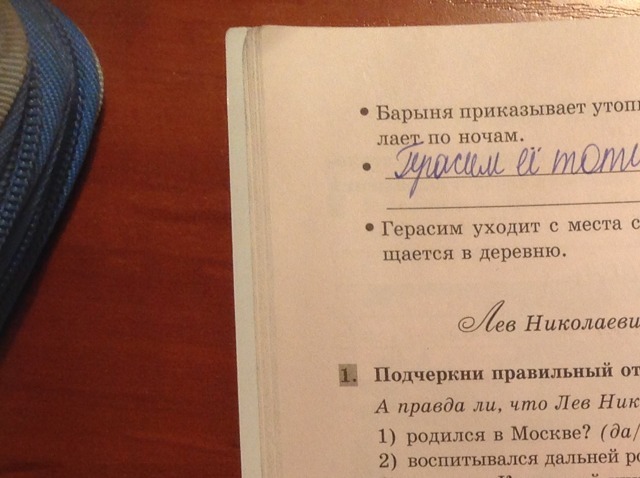 • Барыня приказывает утопи
лает по ночам.
• Герасим её топи
• Герасим уходит с места с
щается в деревню.
Лев Николаеви
1. Подчеркни правильный от
А правда ли, что Лев Ник
1) родился в Москве? (да/
2) воспитывался дальней ро